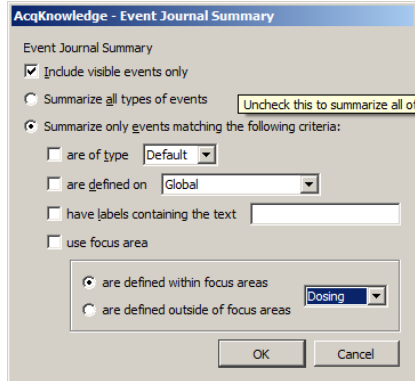 AcqKnowledge - Event Journal Summary
Event Journal Summary
Include visible events only
Summarize all types of events
Uncheck this to summarize all of
Summarize only events matching the following criteria:
are of type Default
are defined on Global
have labels containing the text
use focus area
are defined within focus areas
Dosing
are defined outside of focus areas
OK Cancel